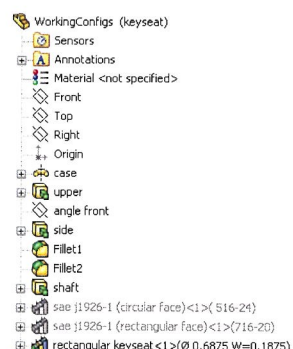 WorkingConfigs (keyseat)
Sensors
Annotations
Material <not specified>
Front
Top
Right
Origin
case
upper
angle front
side
Fillet1
Fillet2
shaft
sae j1926-1 (circular face)<1>( 516-24)
sae j1926-1 (rectangular face)<1>(716-20)
rectangular keyseat<1>(Ø 0.6875 W=0.1875)